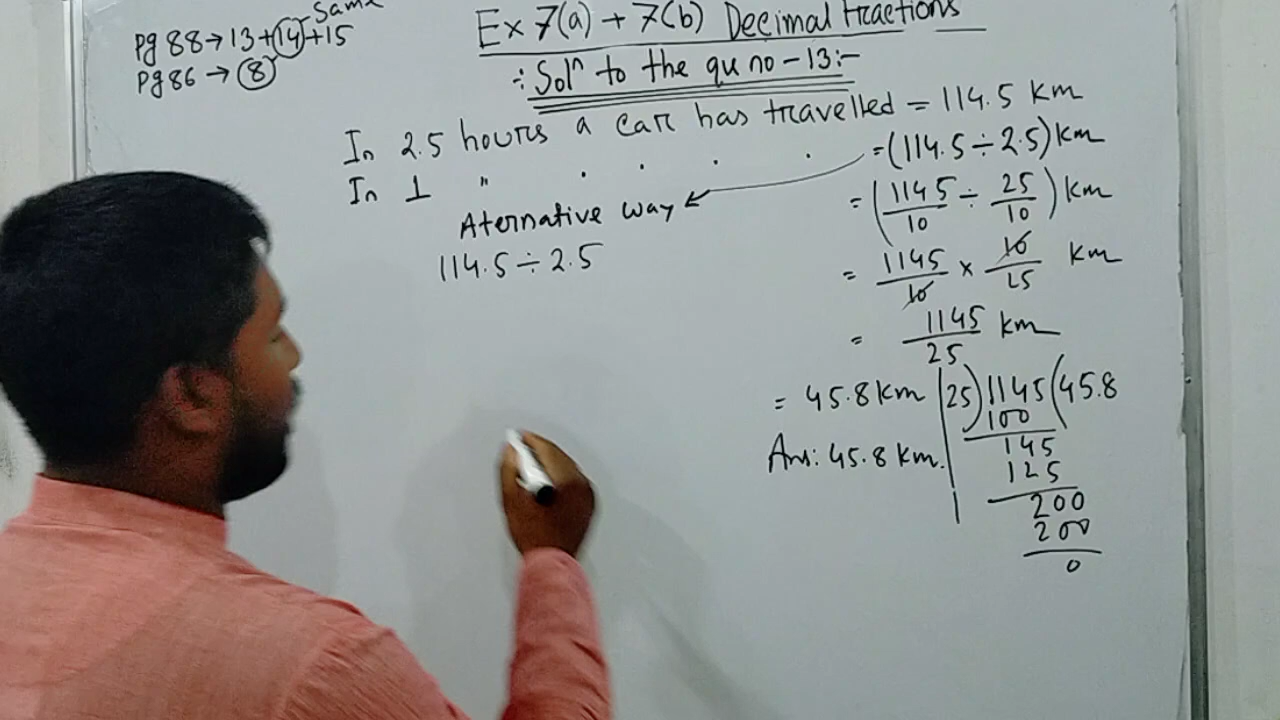 Same
pg 88→13+14+15
pg 86→8
Ex 7(a) + 7(b) Decimal fractions
:Solⁿ to the qu no-13:-
In 2.5 hours a car has travelled = 114.5 km
In 1 " . . . . =(114.5÷2.5)km
= (1145/10 ÷ 25/10) km
Aternative way
114.5÷2.5
= 1145/10 × 10/25 km
= 1145/25 km
= 45.8 km
25)1145(45.8
100
145
125
200
200
0
Ans: 45.8 km.